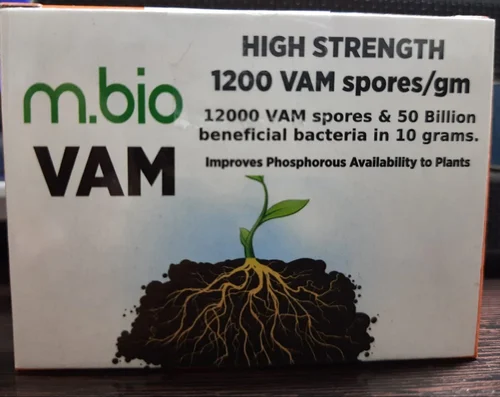 m.bio
VAM
HIGH STRENGTH
1200 VAM spores/gm
12000 VAM spores & 50 Billion
beneficial bacteria in 10 grams.
Improves Phosphorous Availability to Plants